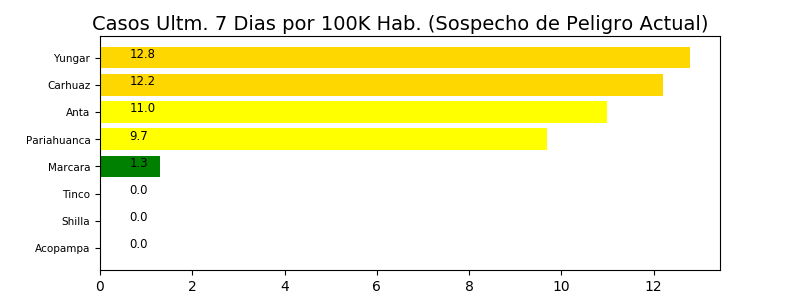 Casos Ultm. 7 Dias por 100K Hab. (Sospecho de Peligro Actual)
Yungar 12.8
Carhuaz 12.2
Anta 11.0
Pariahuanca 9.7
Marcara 1.3
Tinco 0.0
Shilla 0.0
Acopampa 0.0
0 2 4 6 8 10 12